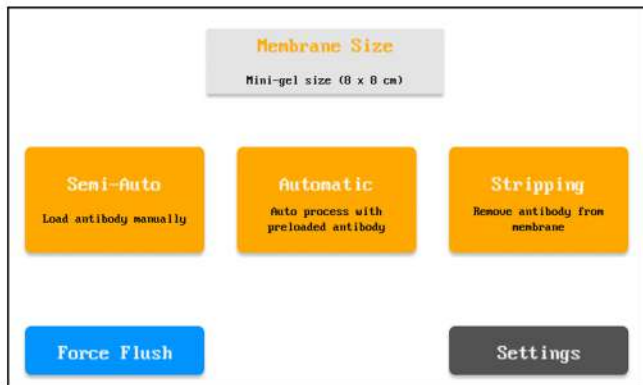 Membrane Size
Mini-gel size (8 x 8 cm)
Semi-Auto
Load antibody manually
Automatic
Auto process with
preloaded antibody
Stripping
Remove antibody from
membrane
Force Flush
Settings